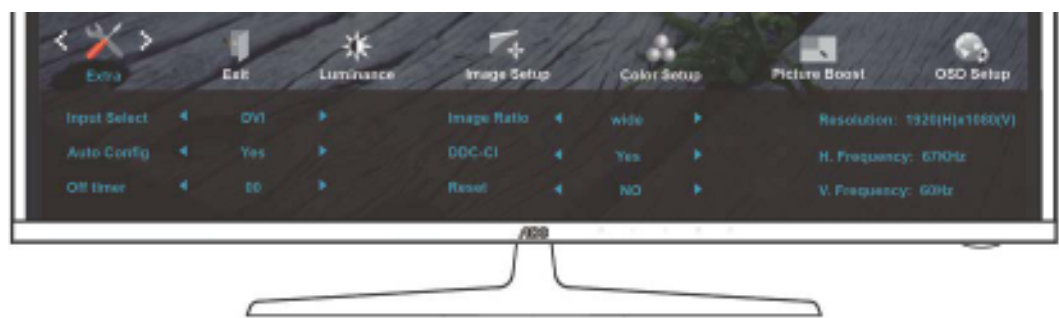 Extra Exit Luminance Image Setup Color Setup Picture Boost OSD Setup
Input Select DVI Image Ratio wide Resolution: 1920(H)x1080(V)
Auto Config Yes DDC-CI Yes H. Frequency: 67KHz
Off timer 00 Reset NO V. Frequency: 60Hz
AOC